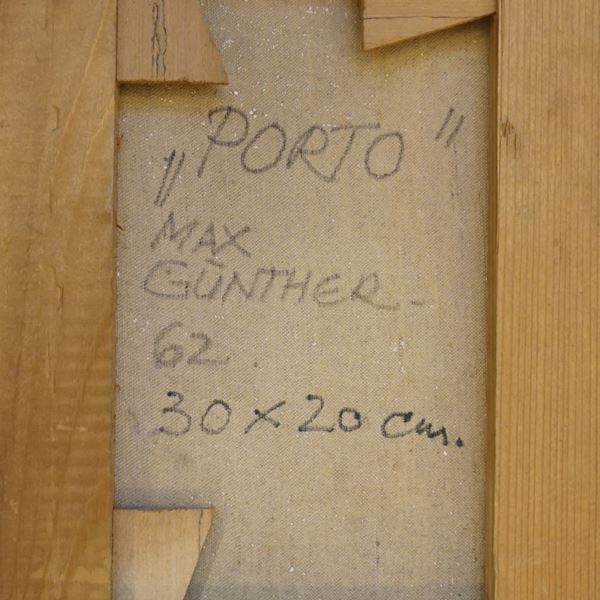 „PORTO"
MAX
GÜNTHER-
62.
30 x 20 cm.